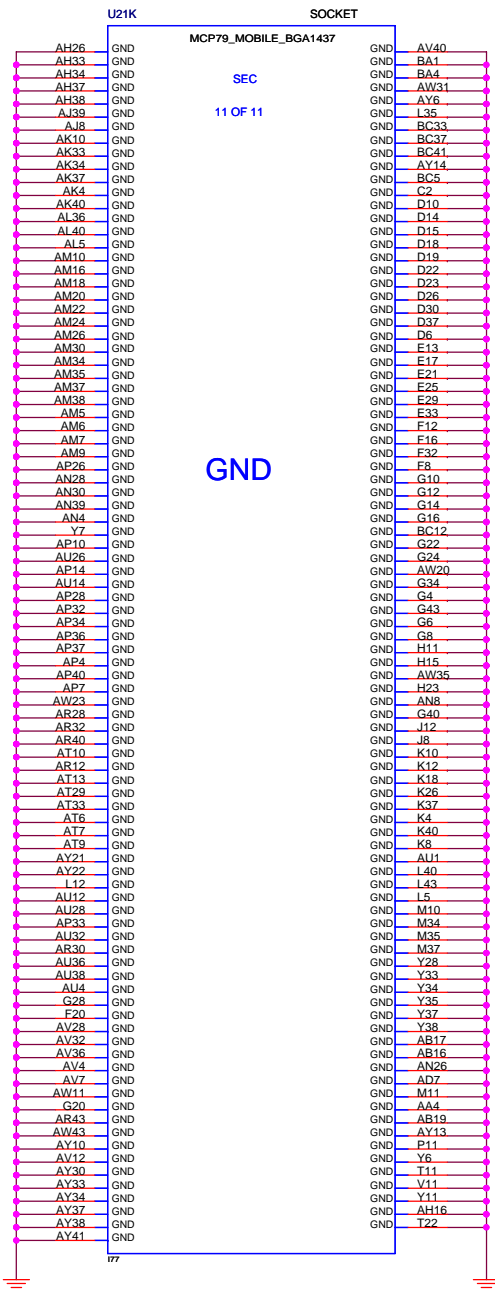 U21K SOCKET
MCP79_MOBILE_BGA1437
SEC
11 OF 11
GND
AH26 GND GND AV40
AH33 GND GND BA1
AH34 GND GND BA4
AH37 GND GND AW31
AH38 GND GND AY6
AJ39 GND GND L35
AJ8 GND GND BC33
AK10 GND GND BC37
AK33 GND GND BC41
AK34 GND GND AY14
AK37 GND GND BC5
AK4 GND GND C2
AK40 GND GND D10
AL36 GND GND D14
AL40 GND GND D15
AL5 GND GND D18
AM10 GND GND D19
AM16 GND GND D22
AM18 GND GND D23
AM20 GND GND D26
AM22 GND GND D30
AM24 GND GND D37
AM26 GND GND D6
AM30 GND GND E13
AM34 GND GND E17
AM35 GND GND E21
AM37 GND GND E25
AM38 GND GND E29
AM5 GND GND E33
AM6 GND GND F12
AM7 GND GND F16
AM9 GND GND F32
AP26 GND GND F8
AN28 GND GND G10
AN30 GND GND G12
AN39 GND GND G14
AN4 GND GND G16
Y7 GND GND BC12
AP10 GND GND G22
AU26 GND GND G24
AP14 GND GND AW20
AU14 GND GND G34
AP28 GND GND G4
AP32 GND GND G43
AP34 GND GND G6
AP36 GND GND G8
AP37 GND GND H11
AP4 GND GND H15
AP40 GND GND AW35
AP7 GND GND H23
AW23 GND GND AN8
AR28 GND GND G40
AR32 GND GND J12
AR40 GND GND J8
AT10 GND GND K10
AR12 GND GND K12
AT13 GND GND K18
AT29 GND GND K26
AT33 GND GND K37
AT6 GND GND K4
AT7 GND GND K40
AT9 GND GND K8
AY21 GND GND AU1
AY22 GND GND L40
L12 GND GND L43
AU12 GND GND L5
AU28 GND GND M10
AP33 GND GND M34
AU32 GND GND M35
AR30 GND GND M37
AU36 GND GND Y28
AU38 GND GND Y33
AU4 GND GND Y34
G28 GND GND Y35
F20 GND GND Y37
AV28 GND GND Y38
AV32 GND GND AB17
AV36 GND GND AB16
AV4 GND GND AN26
AV7 GND GND AD7
AW11 GND GND M11
G20 GND GND AA4
AR43 GND GND AB19
AW43 GND GND AY13
AY10 GND GND P11
AV12 GND GND Y6
AY30 GND GND T11
AY33 GND GND V11
AY34 GND GND Y11
AY37 GND GND AH16
AY38 GND GND T22
AY41 GND
I77